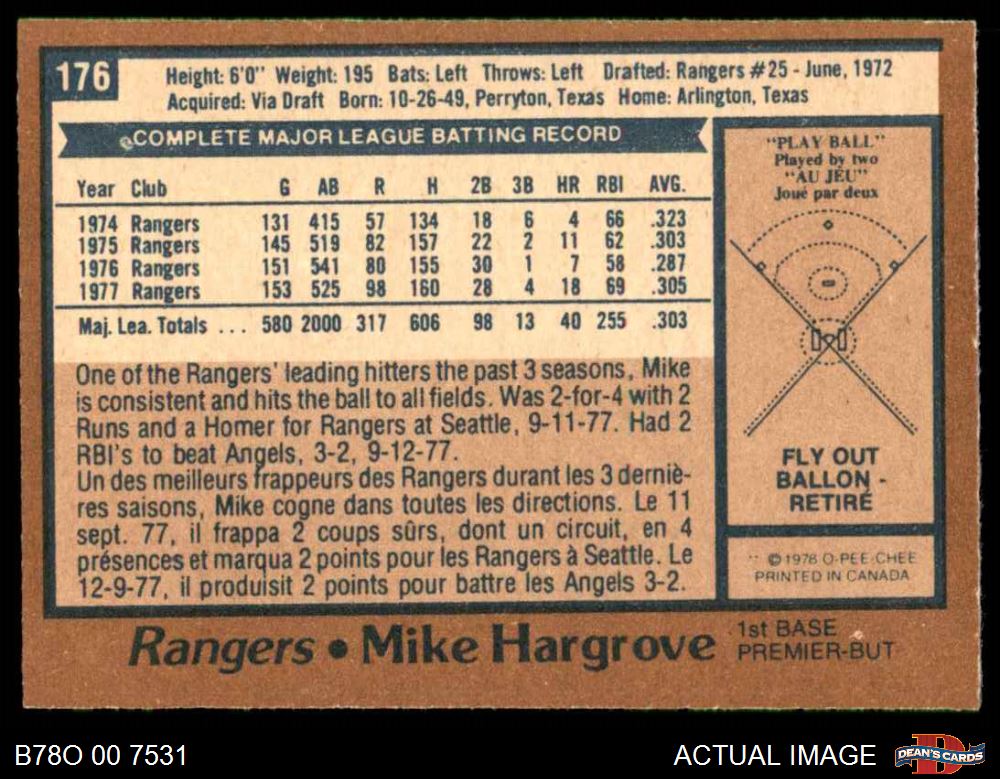 176
Height: 6'0" Weight: 195 Bats: Left Throws: Left Drafted: Rangers #25 - June, 1972
Acquired: Via Draft Born: 10-26-49, Perryton, Texas Home: Arlington, Texas
COMPLETE MAJOR LEAGUE BATTING RECORD
Year Club G AB R H 2B 3B HR RBI AVG.
1974 Rangers 131 415 57 134 18 6 4 66 .323
1975 Rangers 145 519 82 157 22 2 11 62 .303
1976 Rangers 151 541 80 155 30 1 7 58 .287
1977 Rangers 153 525 98 160 28 4 18 69 .305
Maj. Lea. Totals ... 580 2000 317 606 98 13 40 255 .303
One of the Rangers' leading hitters the past 3 seasons, Mike
is consistent and hits the ball to all fields. Was 2-for-4 with 2
Runs and a Homer for Rangers at Seattle, 9-11-77. Had 2
RBI's to beat Angels, 3-2, 9-12-77.
Un des meilleurs frappeurs des Rangers durant les 3 derniè-
res saisons, Mike cogne dans toutes les directions. Le 11
sept. 77, il frappa 2 coups sûrs, dont un circuit, en 4
présences et marqua 2 points pour les Rangers à Seattle. Le
12-9-77, il produisit 2 points pour battre les Angels 3-2.
"PLAY BALL"
Played by two
"AU JEU"
Joué par deux
FLY OUT
BALLON -
RETIRÉ
© 1978 O-PEE-CHEE
PRINTED IN CANADA
Rangers • Mike Hargrove
1st BASE
PREMIER-BUT
B78O 00 7531
ACTUAL IMAGE
D
DEAN'S CARDS